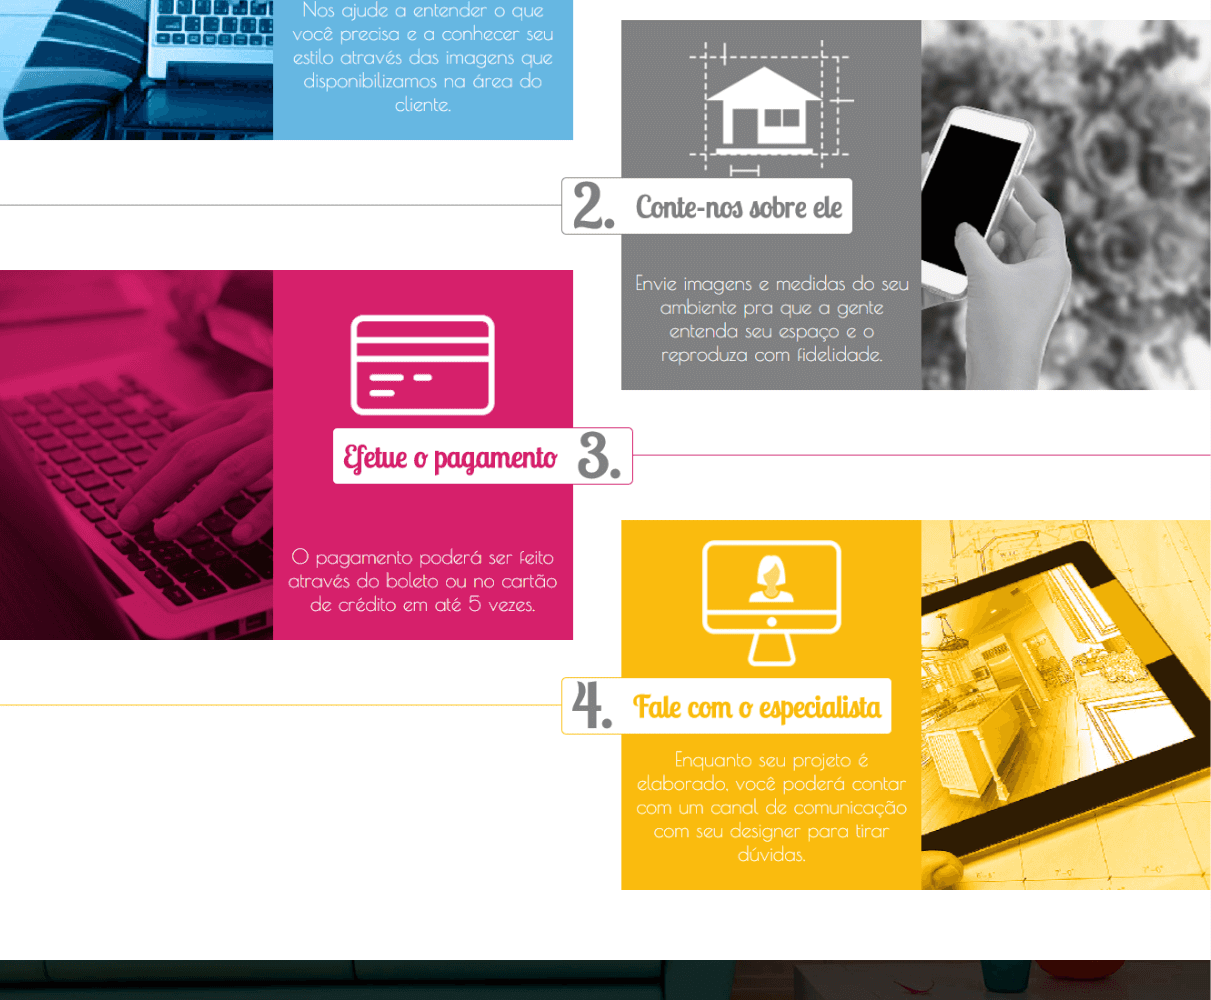 Nos ajude a entender o que
você precisa e a conhecer seu
estilo através das imagens que
disponibilizamos na área do
cliente.
2. Conte-nos sobre ele
Envie imagens e medidas do seu
ambiente pra que a gente
entenda seu espaço e o
reproduza com fidelidade.
Efetue o pagamento 3.
O pagamento poderá ser feito
através do boleto ou no cartão
de crédito em até 5 vezes.
4. Fale com o especialista
Enquanto seu projeto é
elaborado, você poderá contar
com um canal de comunicação
com seu designer para tirar
dúvidas.